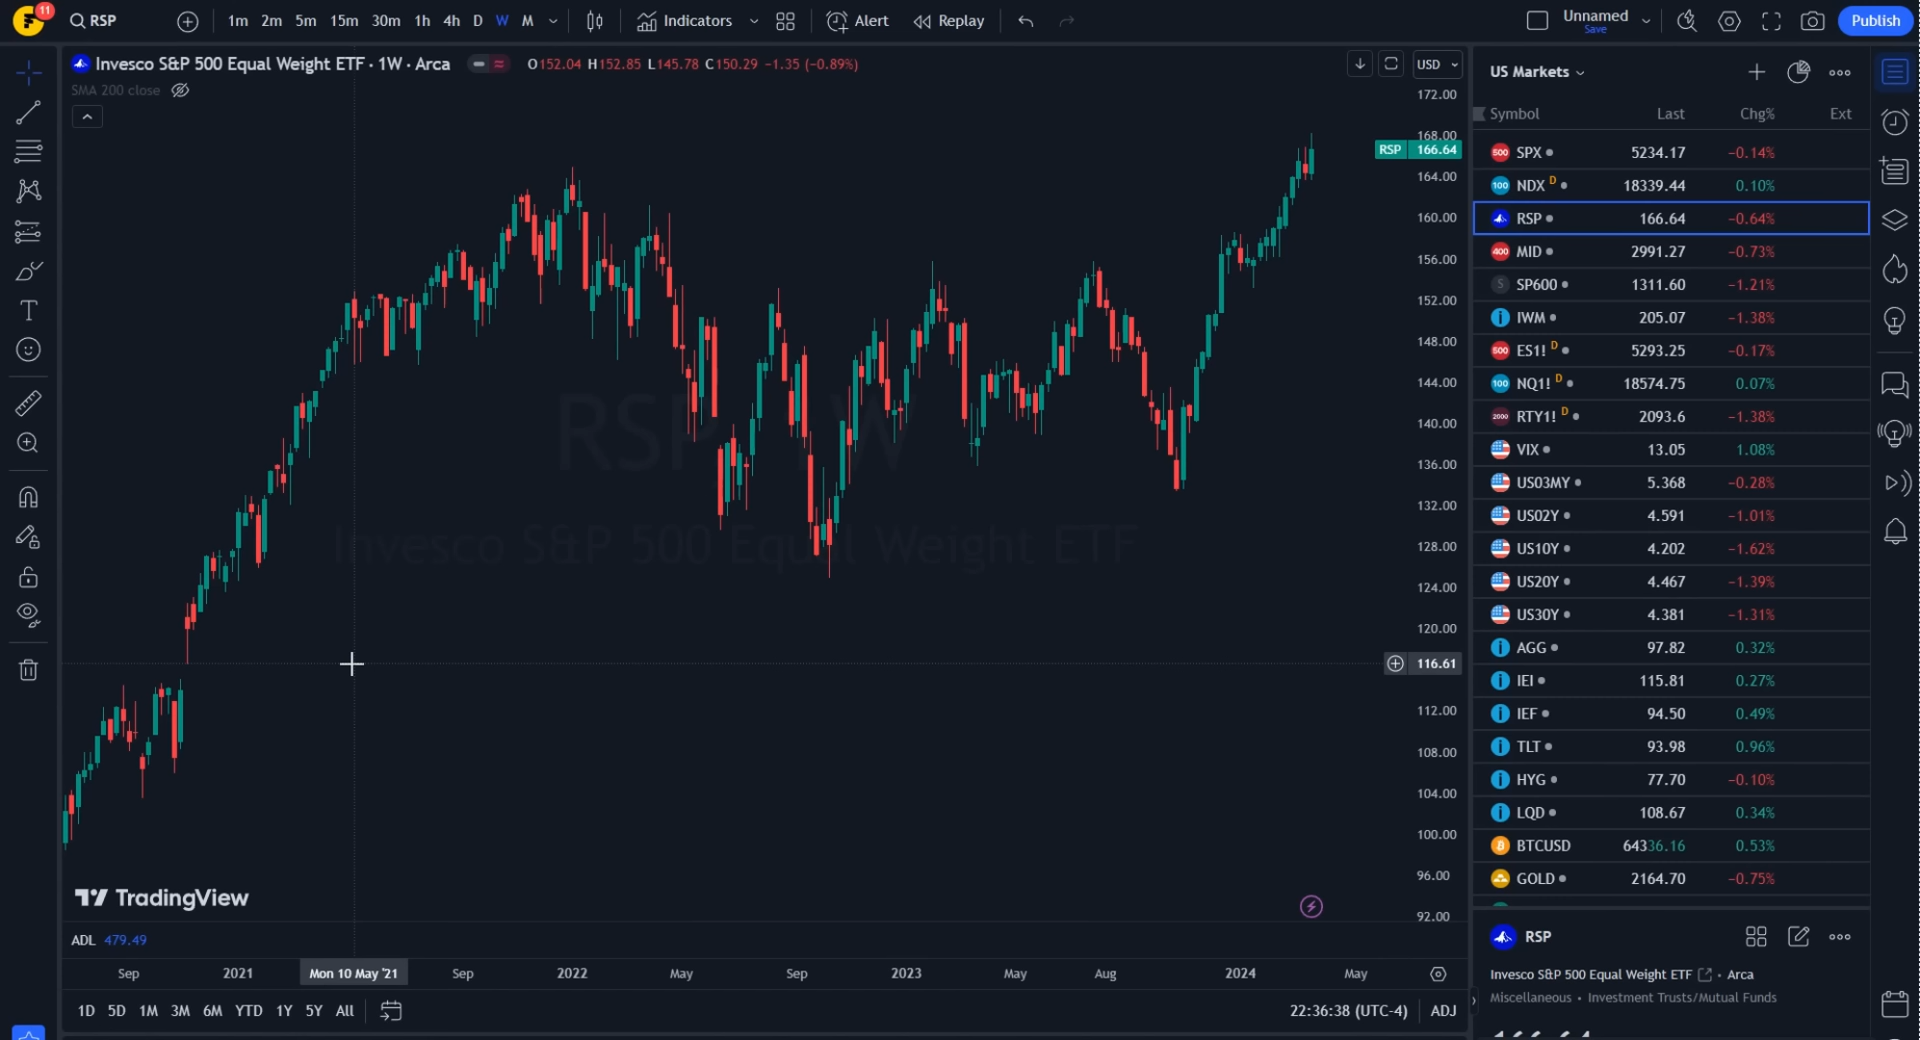 11
RSP
1m 2m 5m 15m 30m 1h 4h D W M
Indicators
Alert
Replay
Unnamed
Save
Publish
Invesco S&P 500 Equal Weight ETF · 1W · Arca
O152.04 H152.85 L145.78 C150.29 −1.35 (−0.89%)
SMA 200 close
USD
172.00
168.00
RSP 166.64
164.00
160.00
156.00
152.00
148.00
144.00
140.00
136.00
132.00
128.00
124.00
120.00
116.61
112.00
108.00
104.00
100.00
96.00
92.00
Invesco S&P 500 Equal Weight ETF
TradingView
ADL 479.49
Sep 2021 Mon 10 May '21 Sep 2022 May Sep 2023 May Aug 2024 May
1D 5D 1M 3M 6M YTD 1Y 5Y All
22:36:38 (UTC-4) ADJ
US Markets
Symbol Last Chg% Ext
500 SPX 5234.17 −0.14%
100 NDX D 18339.44 0.10%
RSP 166.64 −0.64%
400 MID 2991.27 −0.73%
S SP600 1311.60 −1.21%
IWM 205.07 −1.38%
500 ES1! D 5293.25 −0.17%
100 NQ1! D 18574.75 0.07%
2000 RTY1! D 2093.6 −1.38%
VIX 13.05 1.08%
US03MY 5.368 −0.28%
US02Y 4.591 −1.01%
US10Y 4.202 −1.62%
US20Y 4.467 −1.39%
US30Y 4.381 −1.31%
AGG 97.82 0.32%
IEI 115.81 0.27%
IEF 94.50 0.49%
TLT 93.98 0.96%
HYG 77.70 −0.10%
LQD 108.67 0.34%
BTCUSD 64336.16 0.53%
GOLD 2164.70 −0.75%
RSP
Invesco S&P 500 Equal Weight ETF · Arca
Miscellaneous • Investment Trusts/Mutual Funds